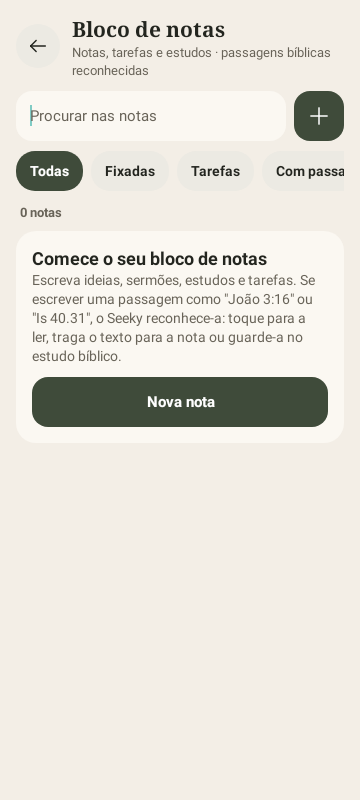 Bloco de notas
Notas, tarefas e estudos · passagens bíblicas
reconhecidas
Procurar nas notas
Todas
Fixadas
Tarefas
Com passa
0 notas
Comece o seu bloco de notas
Escreva ideias, sermões, estudos e tarefas. Se
escrever uma passagem como "João 3:16" ou
"Is 40.31", o Seeky reconhece-a: toque para a
ler, traga o texto para a nota ou guarde-a no
estudo bíblico.
Nova nota